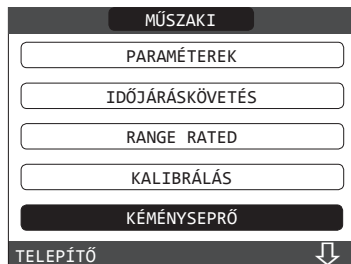 MŰSZAKI
PARAMÉTEREK
IDŐJÁRÁSKÖVETÉS
RANGE RATED
KALIBRÁLÁS
KÉMÉNYSEPRŐ
TELEPÍTŐ